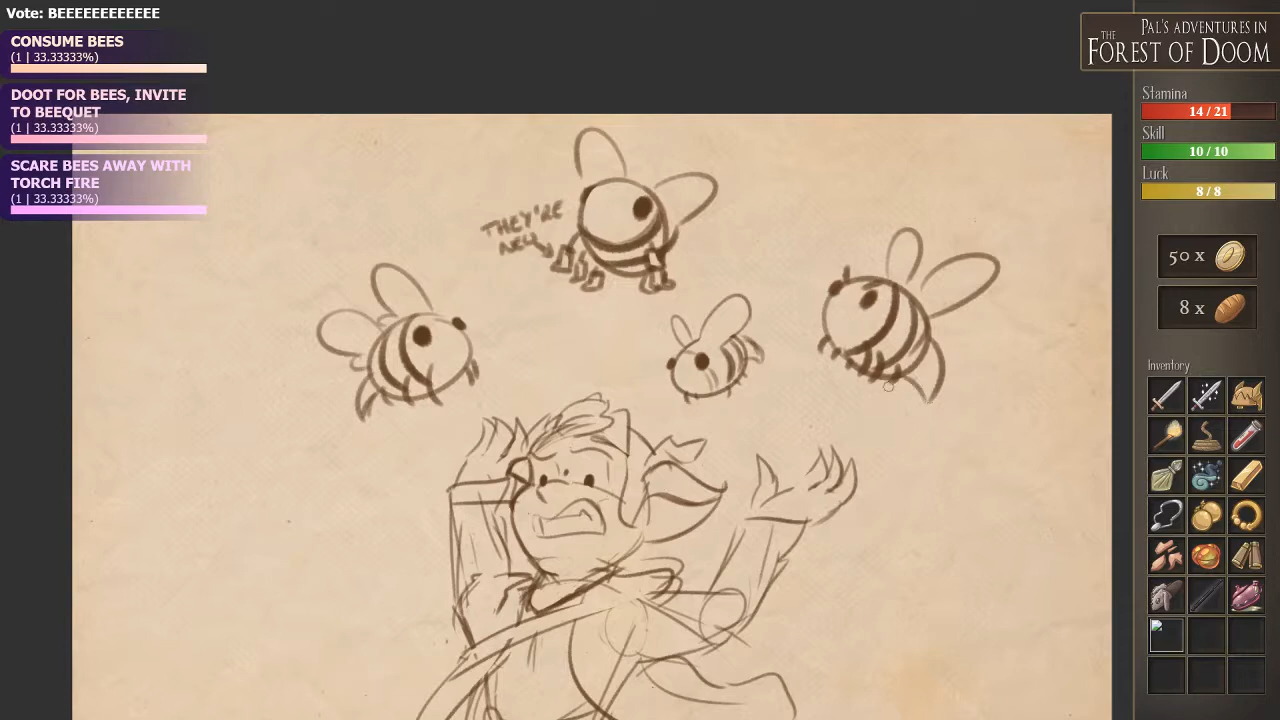 Vote: BEEEEEEEEEEEE
CONSUME BEES
(1 | 33.33333%)
DOOT FOR BEES, INVITE
TO BEEQUET
(1 | 33.33333%)
SCARE BEES AWAY WITH
TORCH FIRE
(1 | 33.33333%)
THEY'RE
NEW
PAL'S ADVENTURES IN
THE FOREST OF DOOM
Stamina
14 / 21
Skill
10 / 10
Luck
8 / 8
50 x
8 x
Inventory